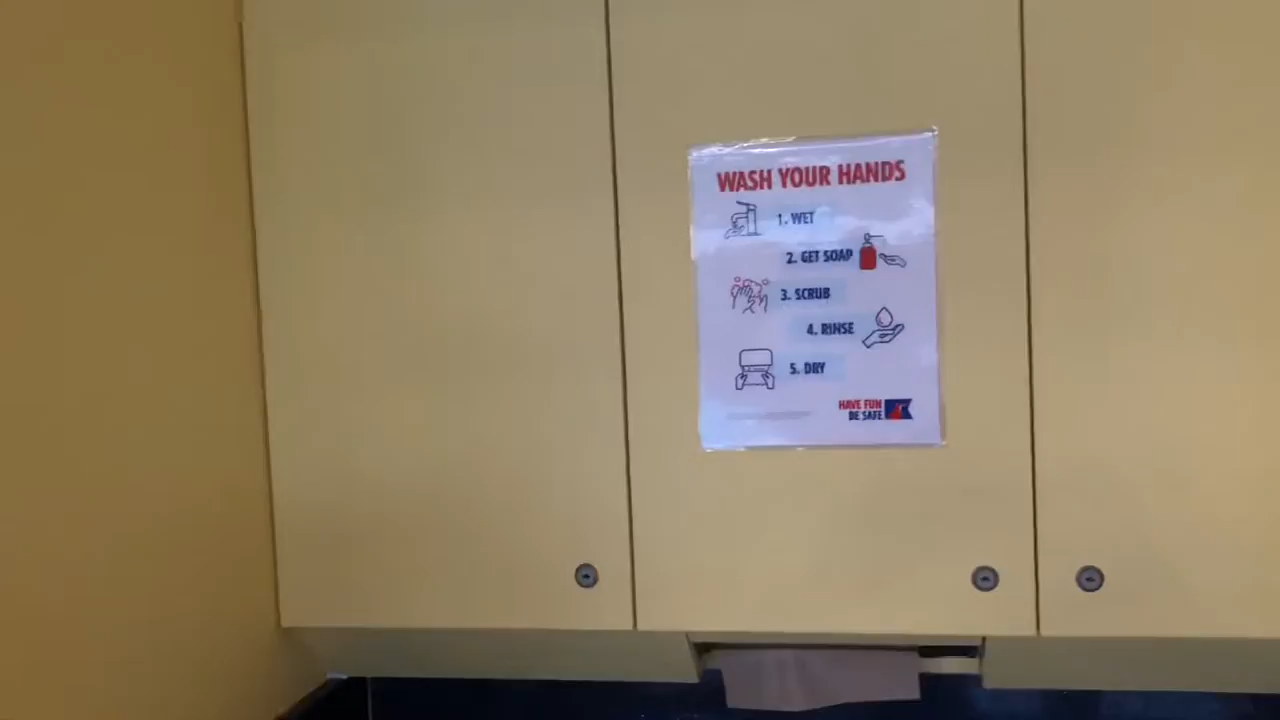 WASH YOUR HANDS
1. WET
2. GET SOAP
3. SCRUB
4. RINSE
5. DRY
HAVE FUN
BE SAFE